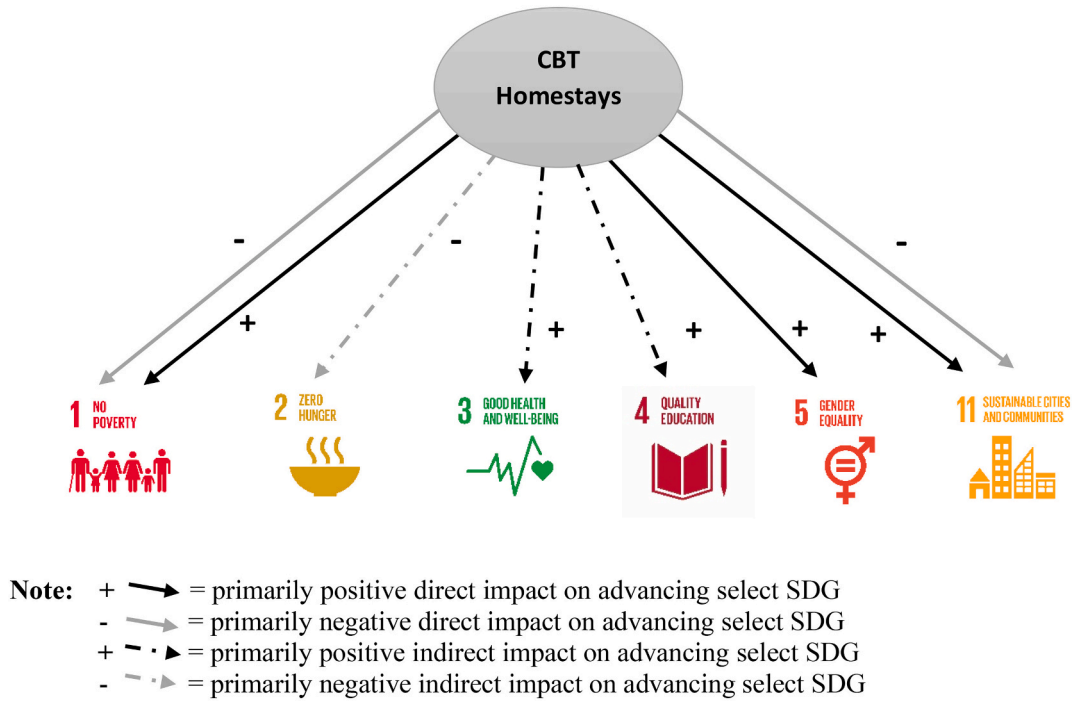 CBT
Homestays
-
-
-
+
+
+
+
+
1 NO
POVERTY
2 ZERO
HUNGER
3 GOOD HEALTH
AND WELL-BEING
4 QUALITY
EDUCATION
5 GENDER
EQUALITY
11 SUSTAINABLE CITIES
AND COMMUNITIES
Note: + = primarily positive direct impact on advancing select SDG
- = primarily negative direct impact on advancing select SDG
+ = primarily positive indirect impact on advancing select SDG
- = primarily negative indirect impact on advancing select SDG